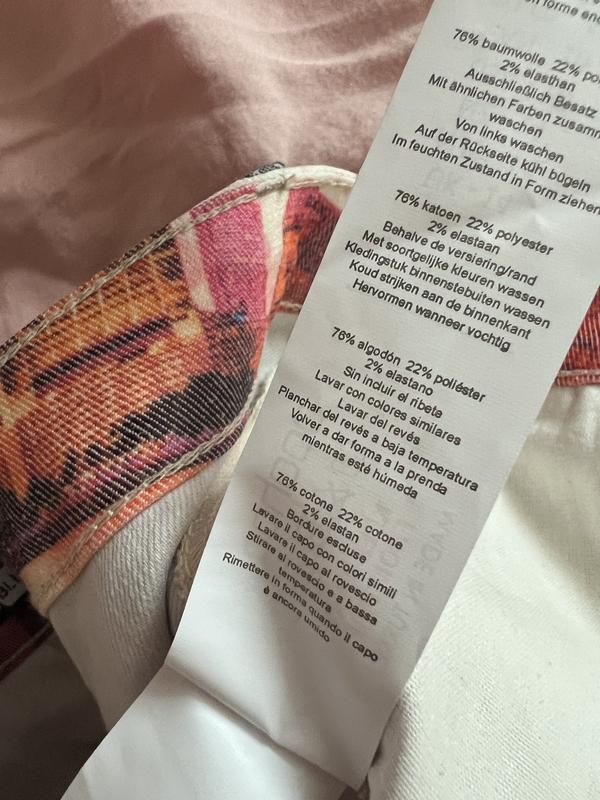 forme
76% baumwolle 22%
2% elasthan
Ausschließlich Besatz
Mit ähnlichen Farben
waschen
Von links waschen
Auf der Rückseite kühl bügeln
Im feuchten Zustand in Form ziehen
76% katoen 22% polyester
2% elastaan
Behalve de versiering/rand
Met soortgelijke kleuren wassen
Kledingstuk binnenstebuiten wassen
Koud strijken aan de binnenkant
Hervormen wanneer vochtig
76% algodón 22% poliéster
2% elastano
Sin incluir el ribete
Lavar con colores similares
Lavar del revés
Planchar del revés a baja temperatura
Volver a dar forma a la prenda
mientras esté húmeda
76% cotone 22% cotone
2% elastan
Bordure escluse
Lavare il capo con colori simili
Lavare il capo al rovescio
Stirare al rovescio e a bassa
temperatura
Rimettere in forma quando il capo
è ancora umido